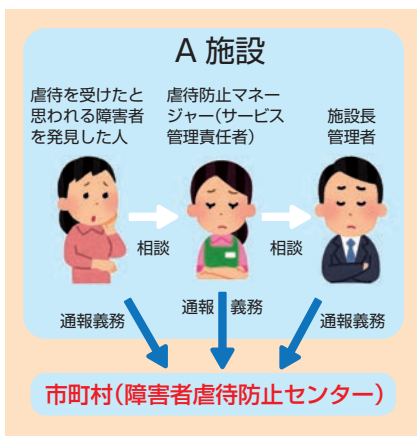 A 施設
虐待を受けたと
思われる障害者
を発見した人
虐待防止マネー
ジャー(サービス
管理責任者)
施設長
管理者
相談
相談
通報義務
通報 義務
通報義務
市町村(障害者虐待防止センター)